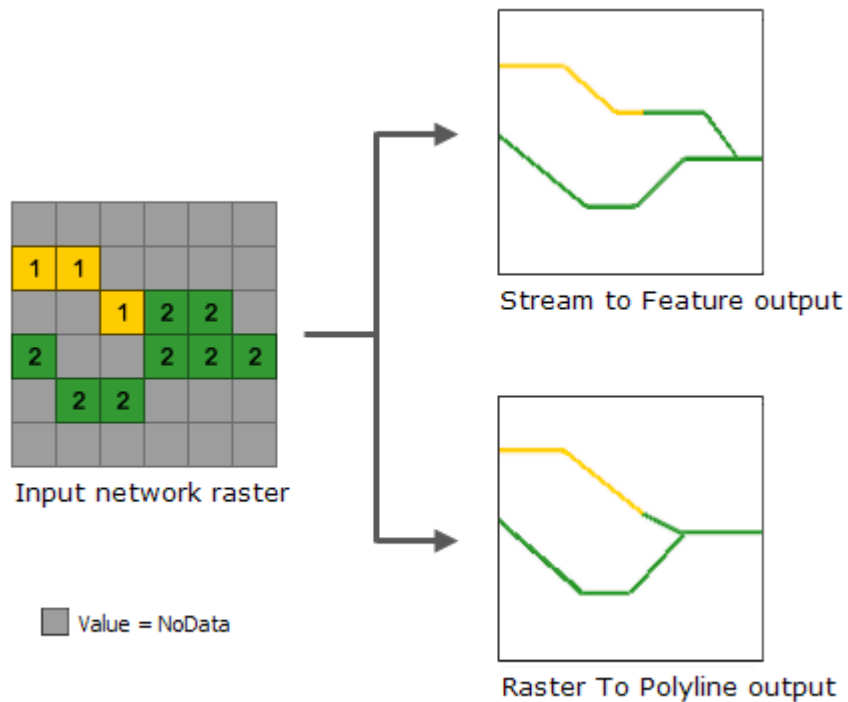 Stream to Feature output
1 1
1 2 2
2 2 2 2
2 2
Input network raster
Value = NoData
Raster To Polyline output